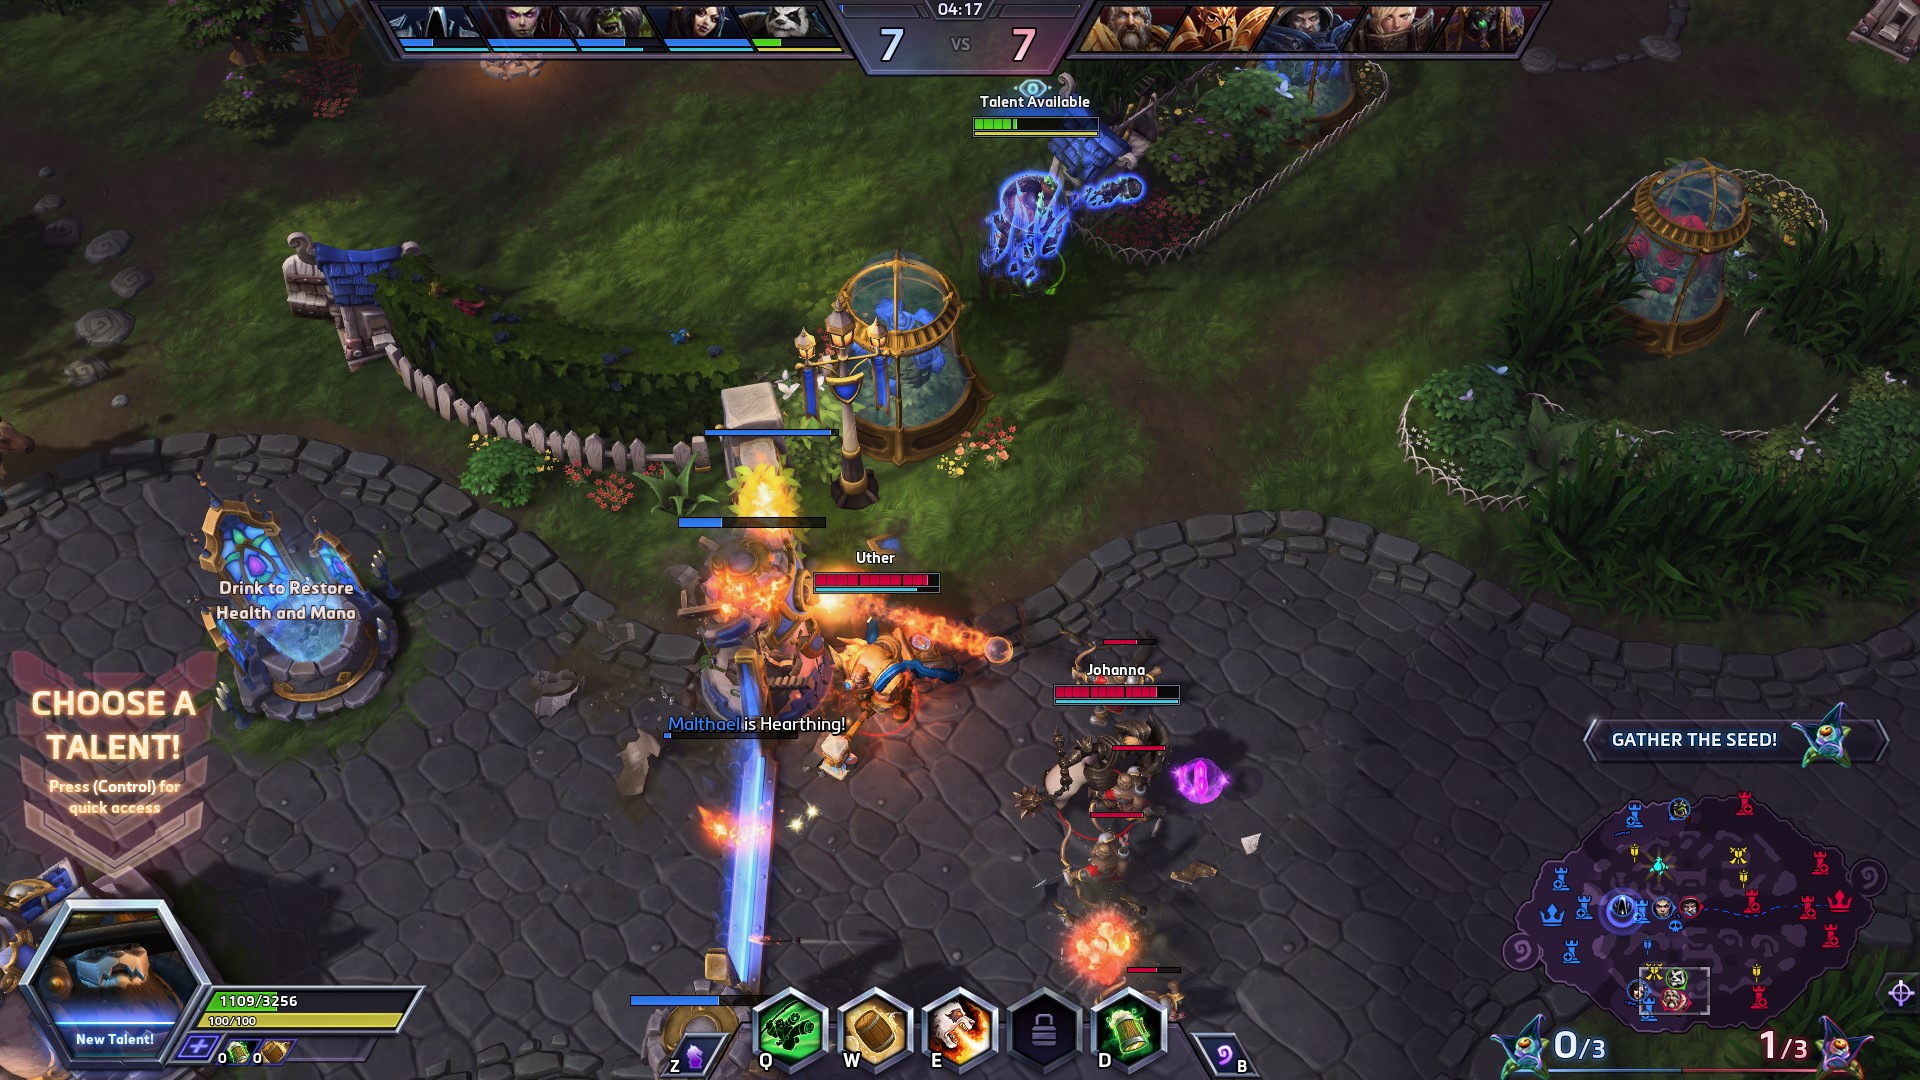 04:17
7 VS 7
Talent Available
Uther
Johanna
Drink to Restore
Health and Mana
CHOOSE A
TALENT!
Press (Control) for
quick access
Malthael is Hearthing!
GATHER THE SEED!
1109/3256
100/100
New Talent!
0 0
Z Q W E D B
0/3 1/3